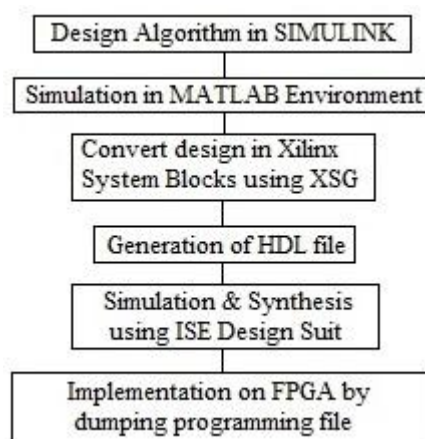 Design Algorithm in SIMULINK
Simulation in MATLAB Environment
Convert design in Xilinx
System Blocks using XSG
Generation of HDL file
Simulation & Synthesis
using ISE Design Suit
Implementation on FPGA by
dumping programming file